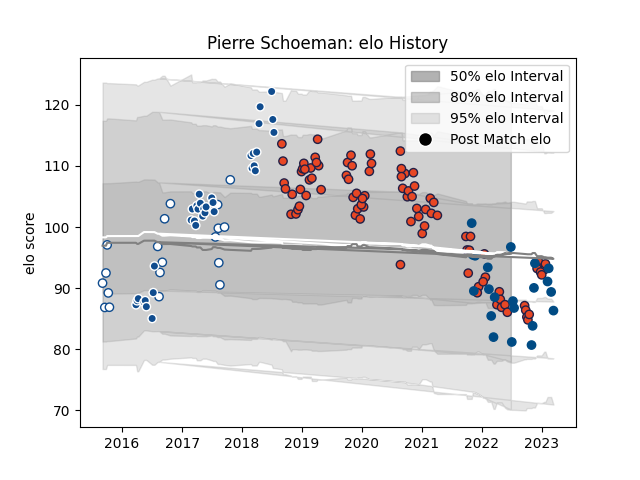 Pierre Schoeman: elo History
50% elo Interval
80% elo Interval
95% elo Interval
Post Match elo
elo score
120
110
100
90
80
70
2016 2017 2018 2019 2020 2021 2022 2023